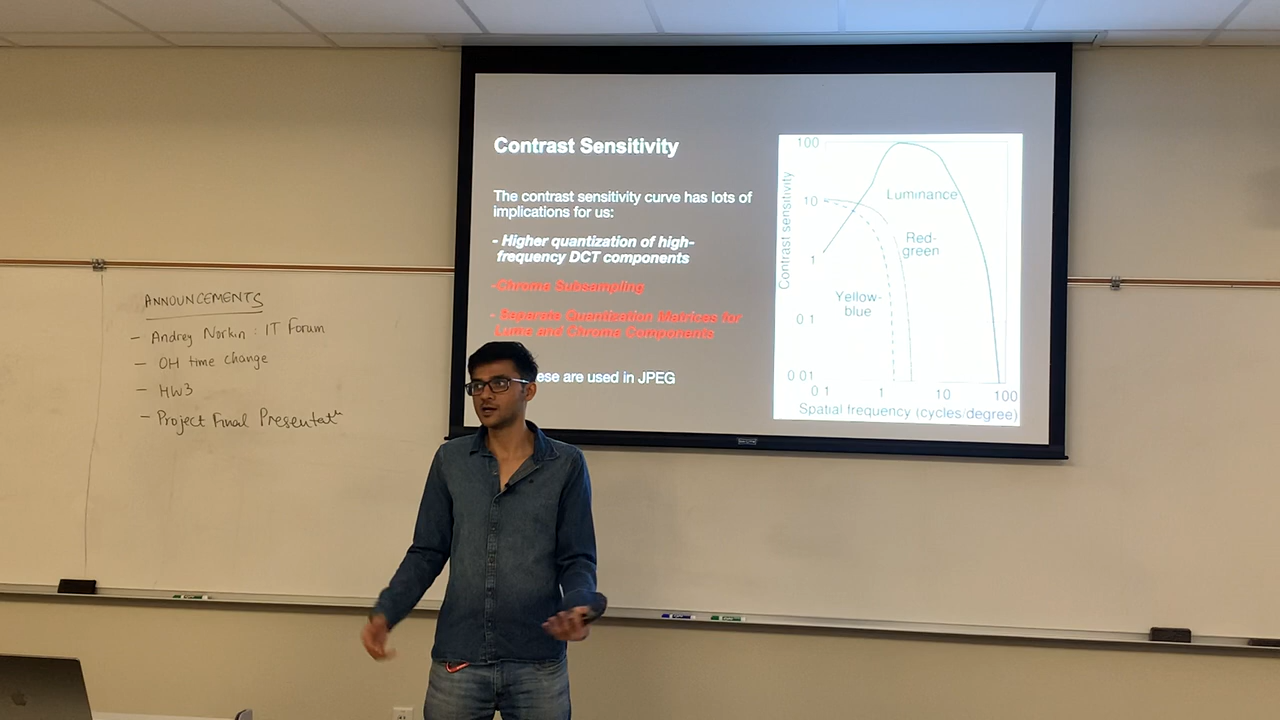 ANNOUNCEMENTS
- Andrey Norkin : IT Forum
- OH time change
- HW3
- Project Final Presentatn
Contrast Sensitivity
The contrast sensitivity curve has lots of
implications for us:
- Higher quantization of high-
frequency DCT components
- Chroma Subsampling
- Separate Quantization Matrices for
Luma and Chroma Components
ese are used in JPEG
100
10
1
0 1
0 01
Contrast sensitivity
Luminance
Red-
green
Yellow-
blue
0 1 1 10 100
Spatial frequency (cycles/degree)